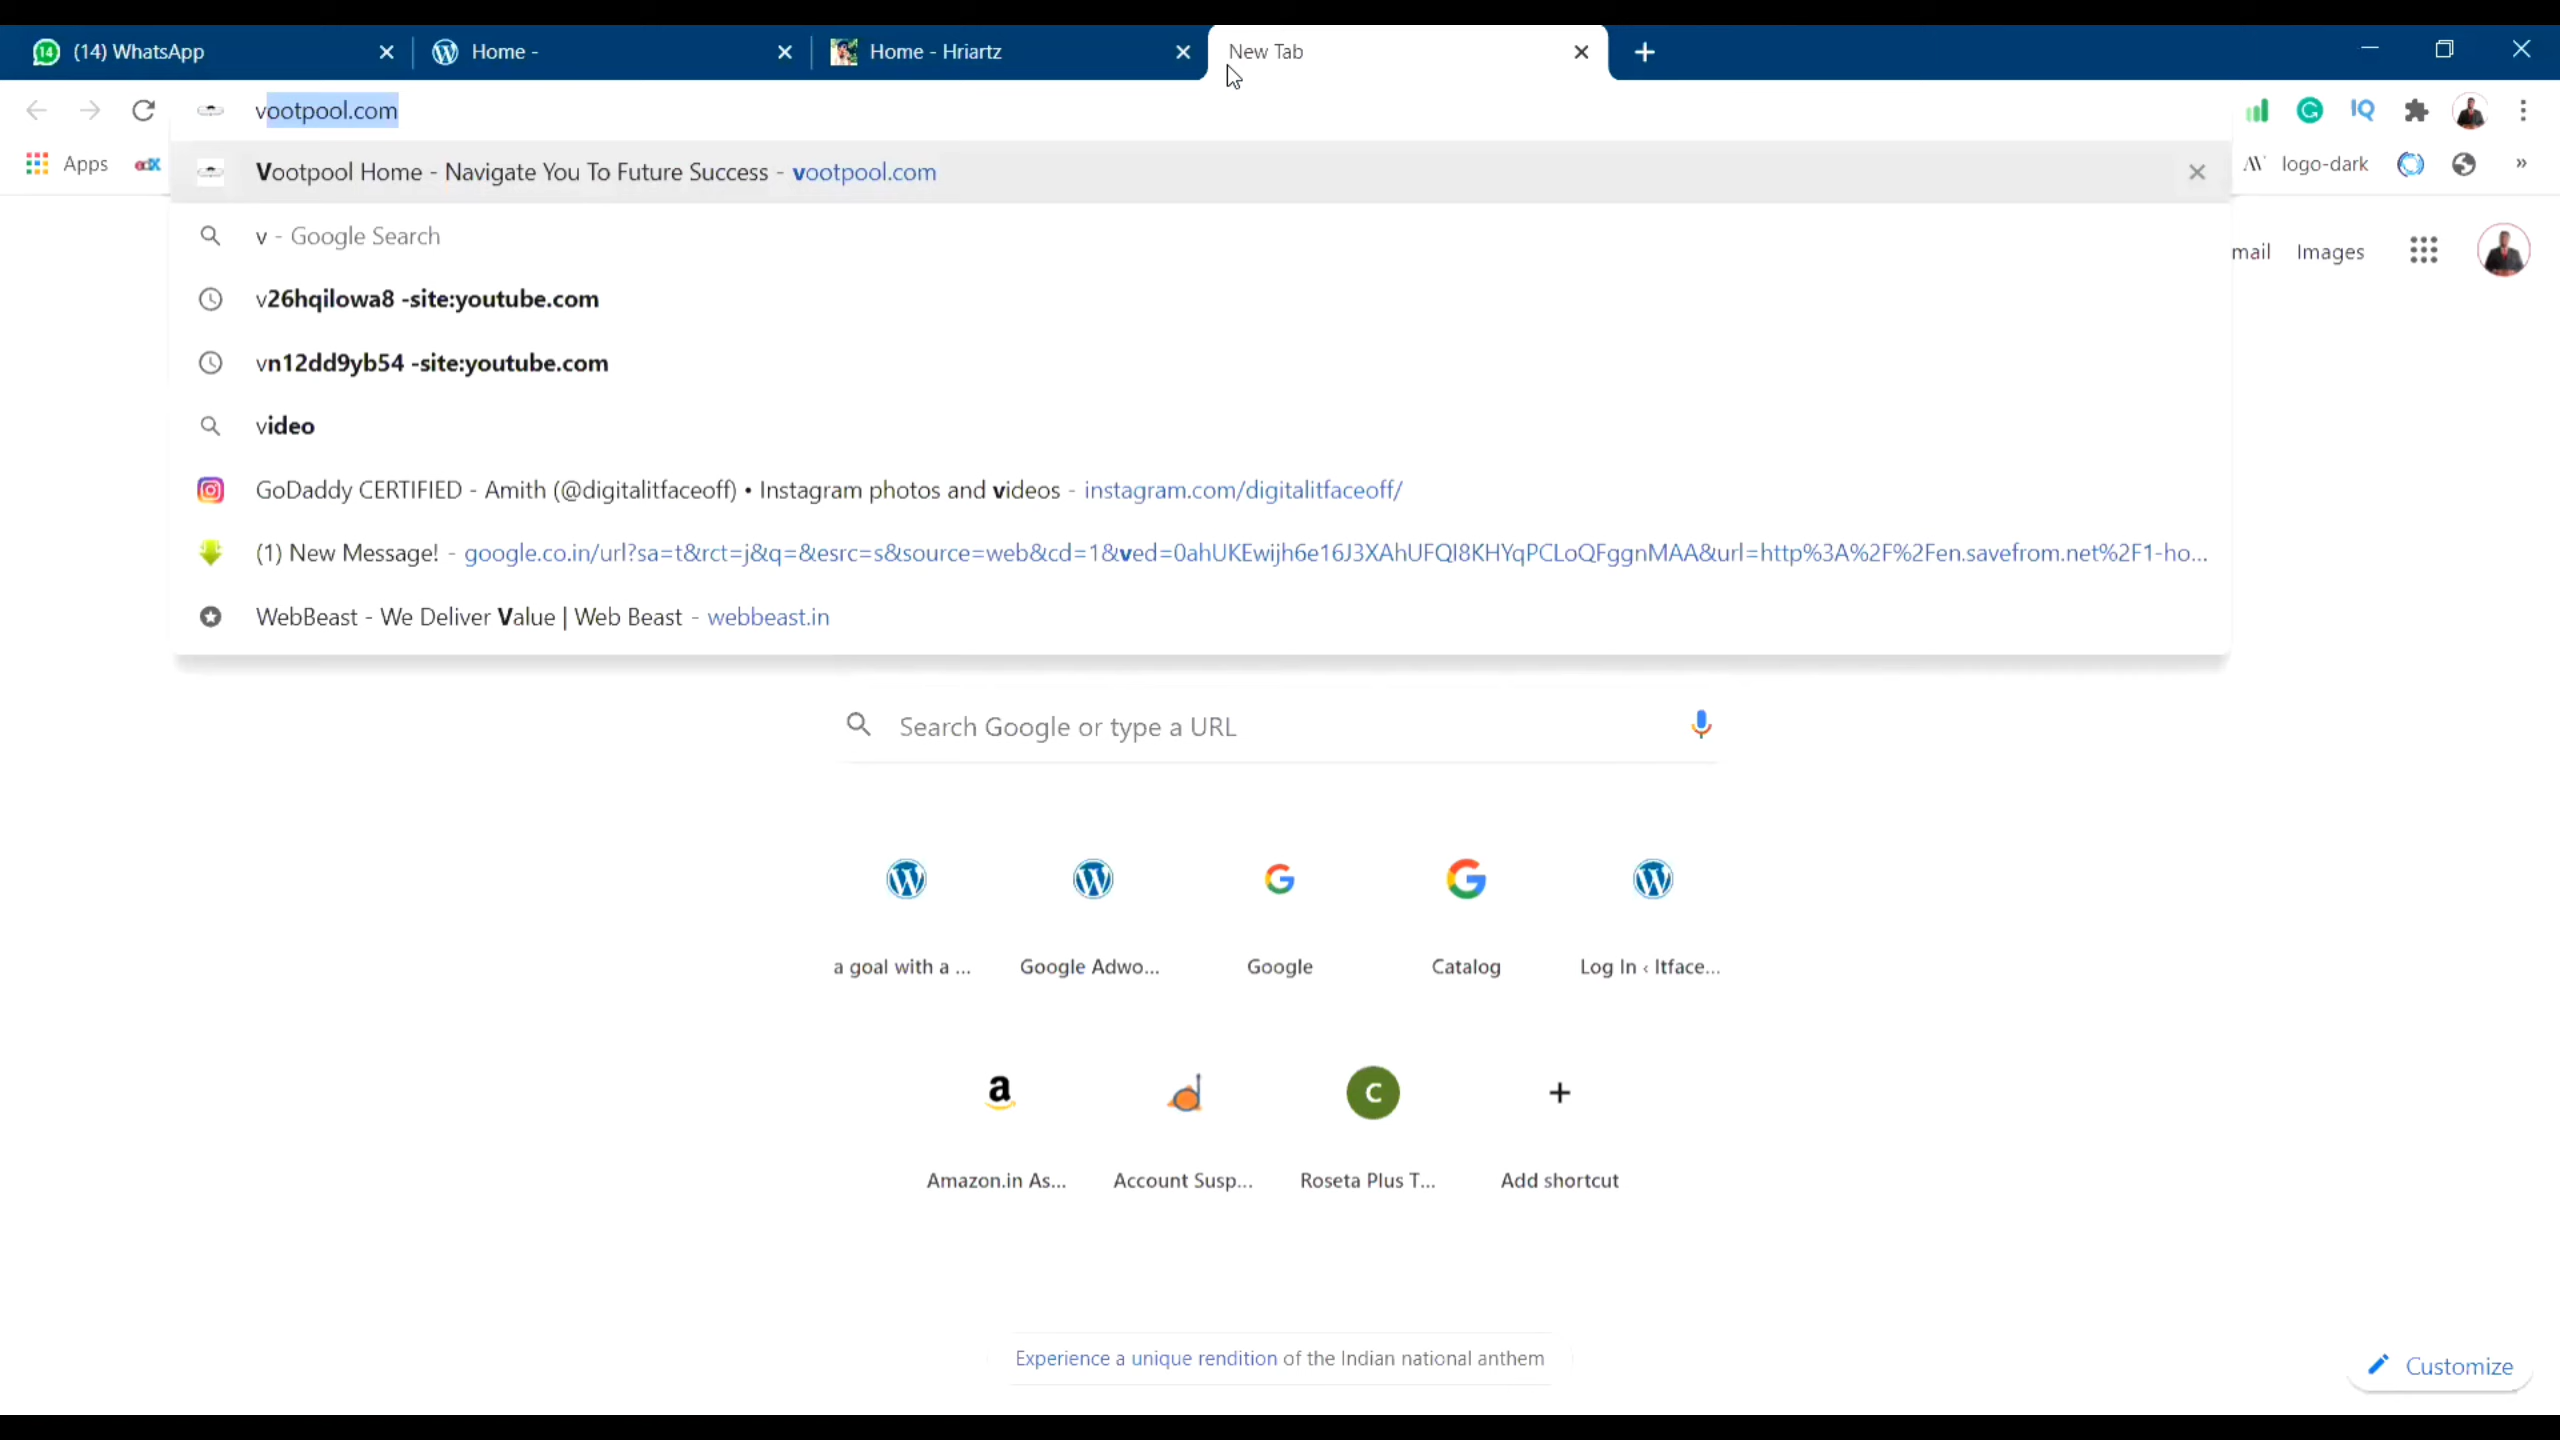 14 (14) WhatsApp Home - Home - Hriartz New Tab
vootpool.com IQ
Apps edX logo-dark »
Vootpool Home - Navigate You To Future Success - vootpool.com
v - Google Search
mail Images
v26hqilowa8 -site:youtube.com
vn12dd9yb54 -site:youtube.com
video
GoDaddy CERTIFIED - Amith (@digitalitfaceoff) • Instagram photos and videos - instagram.com/digitalitfaceoff/
(1) New Message! - google.co.in/url?sa=t&rct=j&q=&esrc=s&source=web&cd=1&ved=0ahUKEwijh6e16J3XAhUFQI8KHYqPCLoQFggnMAA&url=http%3A%2F%2Fen.savefrom.net%2F1-ho...
WebBeast - We Deliver Value | Web Beast - webbeast.in
Search Google or type a URL
a goal with a ... Google Adwo... Google Catalog Log In ‹ Itface...
a C
Amazon.in As... Account Susp... Roseta Plus T... Add shortcut
Experience a unique rendition of the Indian national anthem
Customize